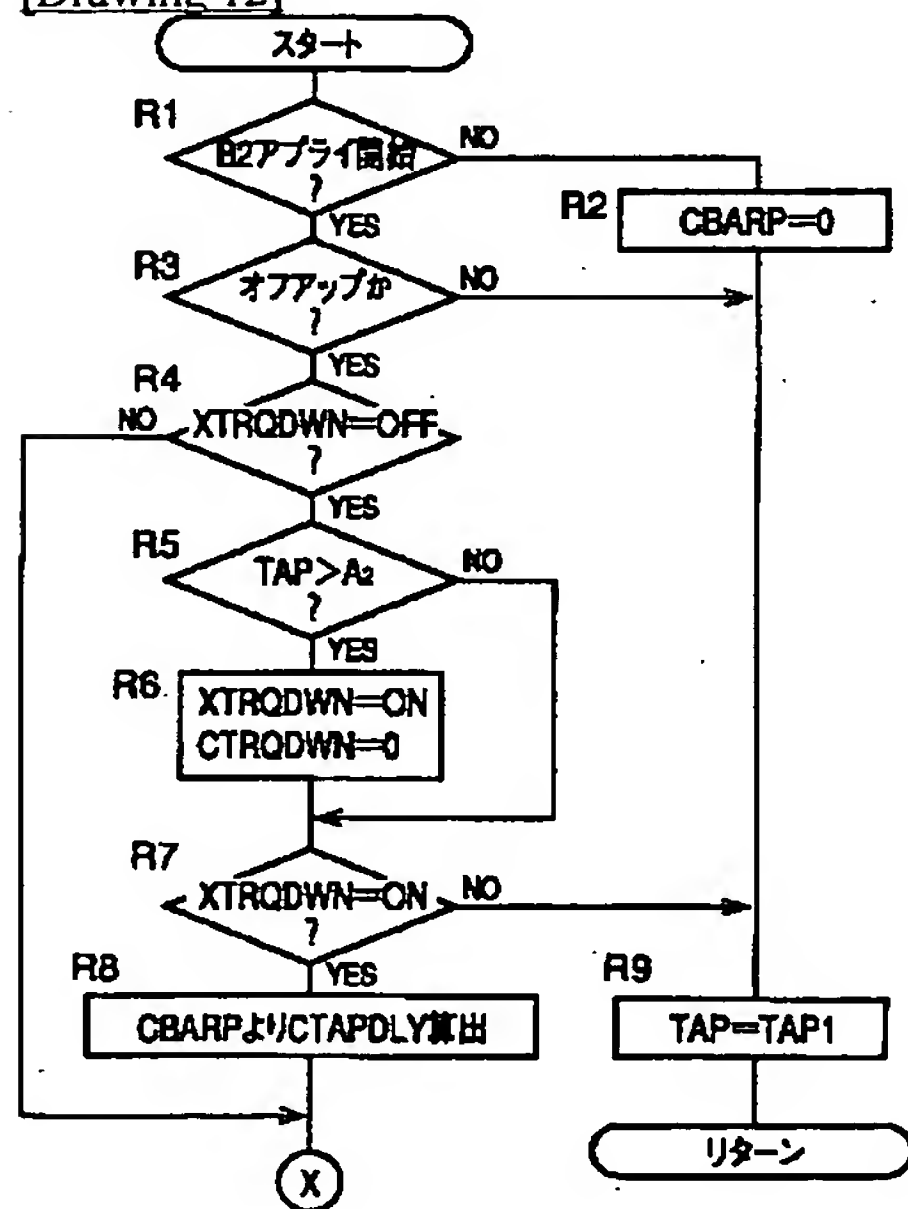 [Drawing 12]
スタート
R1
B2アプライ開始
?
NO
YES
R2
CBARP=0
R3
オフアップか
?
NO
YES
R4
NO
XTRQDWN=OFF
?
YES
R5
TAP>A2
?
NO
YES
R6
XTRQDWN=ON
CTRQDWN=0
R7
XTRQDWN=ON
?
NO
YES
R8
CBARPよりCTAPDLY算出
R9
TAP=TAP1
X
リターン